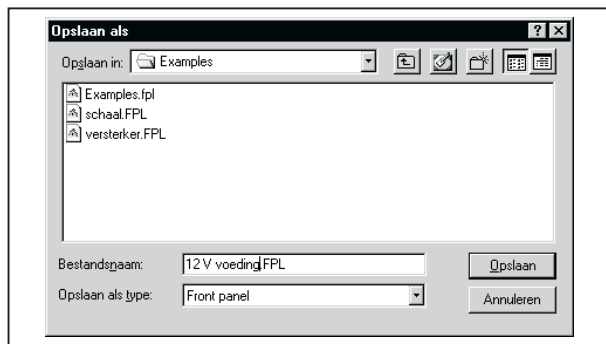 Opslaan als
Opslaan in: Examples
Examples.fpl
schaal.FPL
versterker.FPL
Bestandsnaam: 12 V voeding.FPL Opslaan
Opslaan als type: Front panel Annuleren